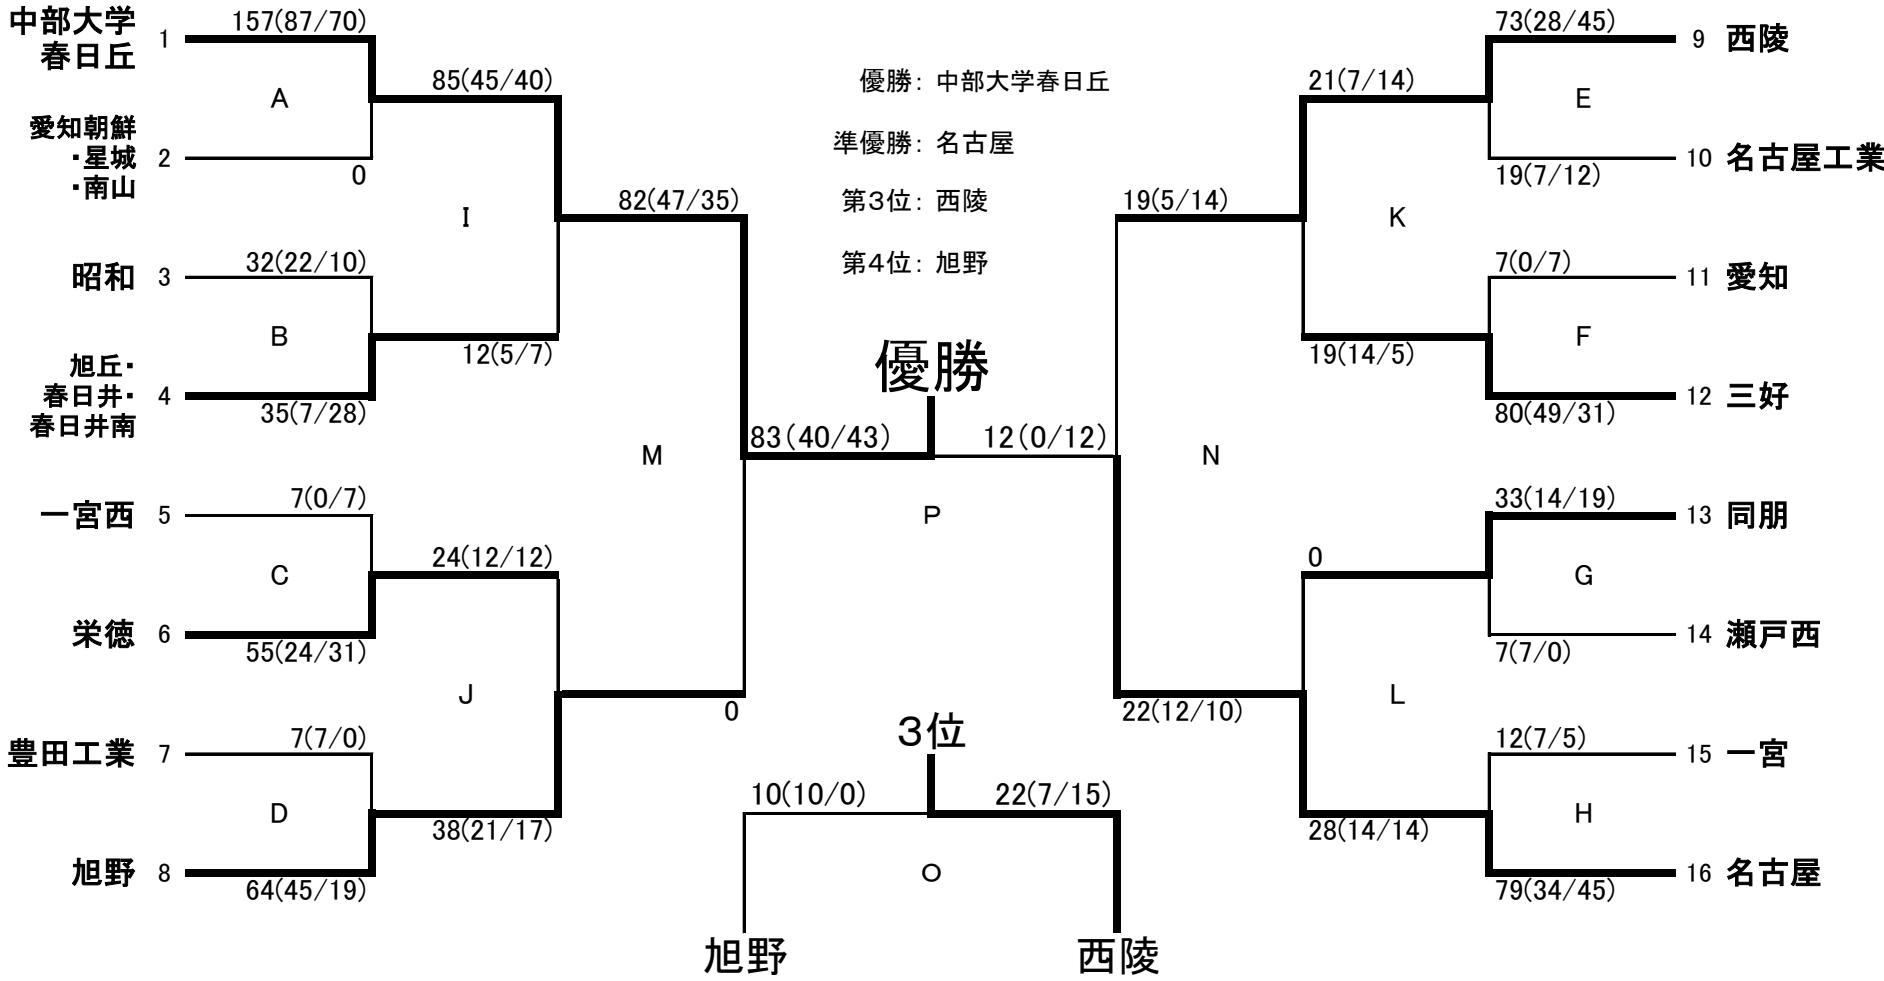 中部大学
春日丘
1
157(87/70)
A
愛知朝鮮
・星城
・南山
2
0
85(45/40)
I
昭和
3
32(22/10)
B
旭丘・
春日井・
春日井南
4
35(7/28)
12(5/7)
82(47/35)
M
一宮西
5
7(0/7)
C
栄徳
6
55(24/31)
24(12/12)
J
豊田工業
7
7(7/0)
D
旭野
8
64(45/19)
38(21/17)
0
優勝： 中部大学春日丘
準優勝： 名古屋
第3位： 西陵
第4位： 旭野
優勝
83(40/43)
12(0/12)
P
3位
10(10/0)
22(7/15)
O
旭野
西陵
73(28/45)
9
西陵
E
21(7/14)
10
名古屋工業
19(7/12)
19(5/14)
K
7(0/7)
11
愛知
F
19(14/5)
12
三好
80(49/31)
N
33(14/19)
13
同朋
0
G
14
瀬戸西
7(7/0)
22(12/10)
L
12(7/5)
15
一宮
H
28(14/14)
16
名古屋
79(34/45)